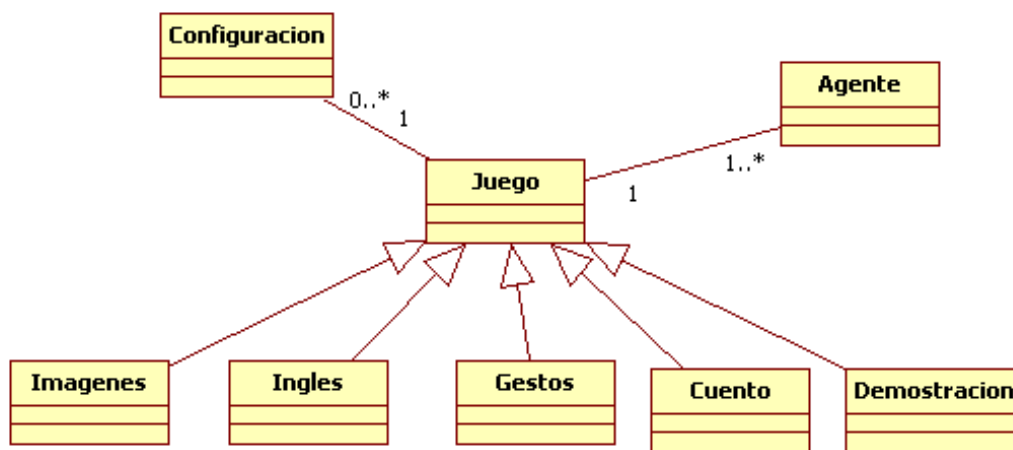 Configuracion
Agente
0..*
1
1..*
1
Juego
Imagenes
Ingles
Gestos
Cuento
Demostracion